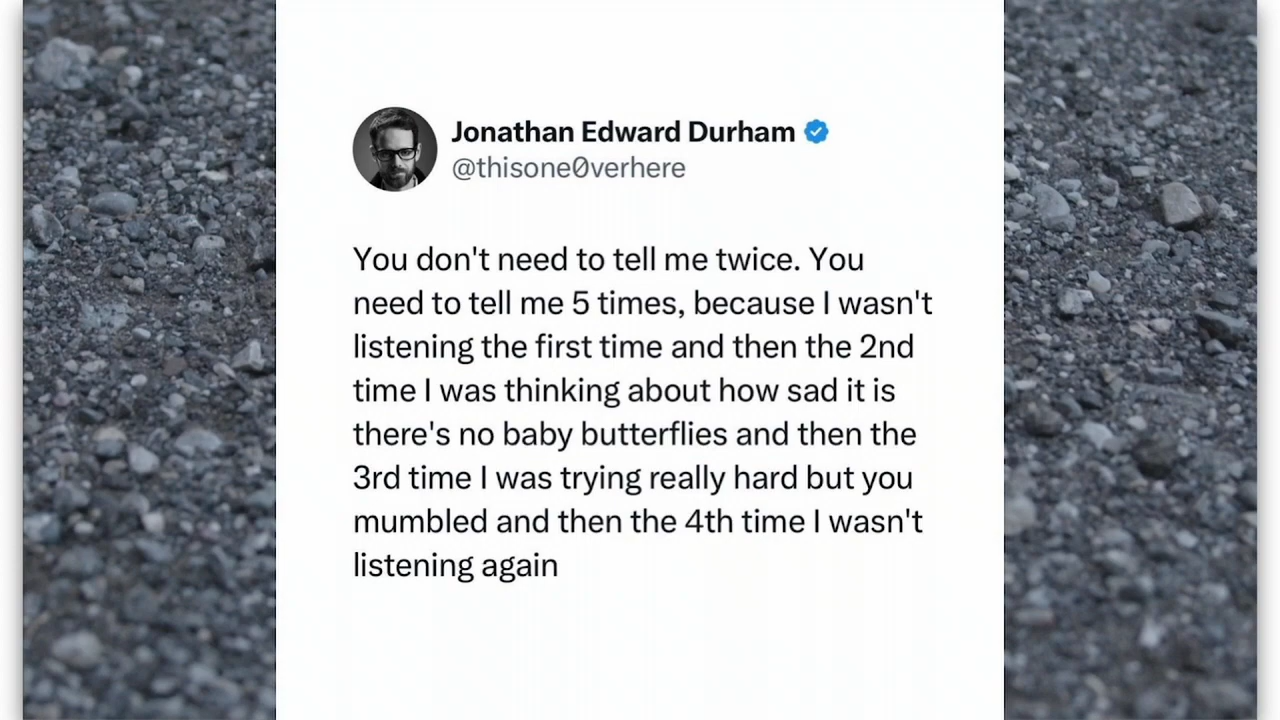 Jonathan Edward Durham
@thisone0verhere
You don't need to tell me twice. You
need to tell me 5 times, because I wasn't
listening the first time and then the 2nd
time I was thinking about how sad it is
there's no baby butterflies and then the
3rd time I was trying really hard but you
mumbled and then the 4th time I wasn't
listening again